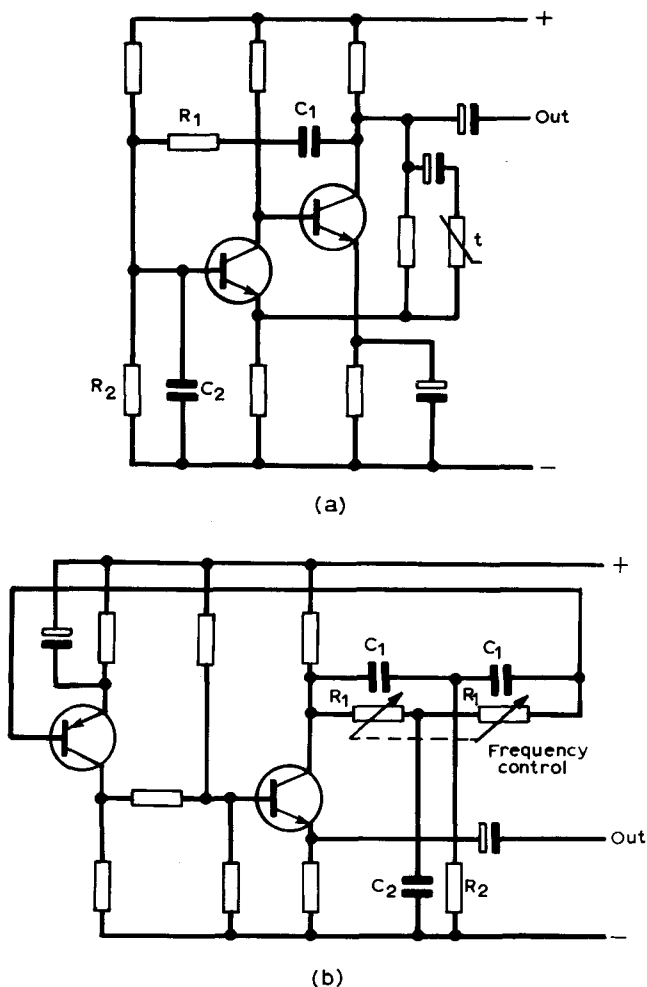 +
Out
R1
C1
t
R2
C2
−
(a)
+
C1
C1
R1
R1
Frequency
control
Out
C2
R2
−
(b)